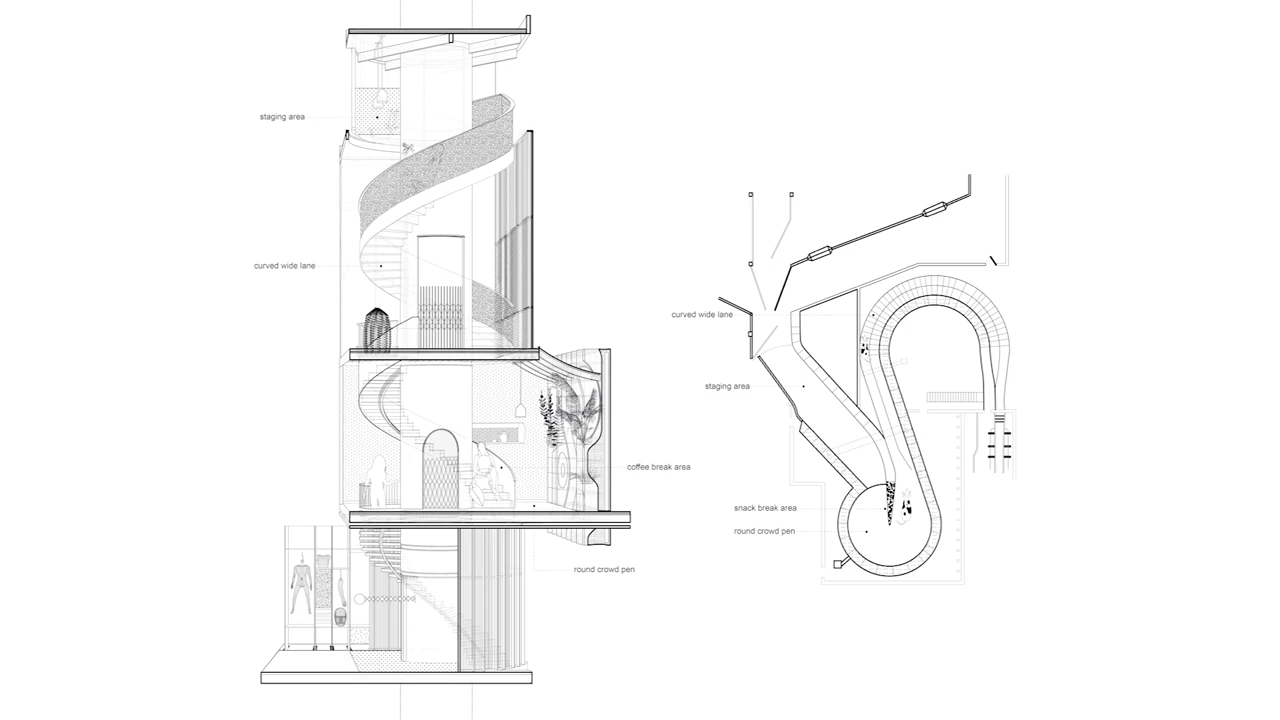 staging area
curved wide lane
coffee break area
round crowd pen
curved wide lane
staging area
snack break area
round crowd pen